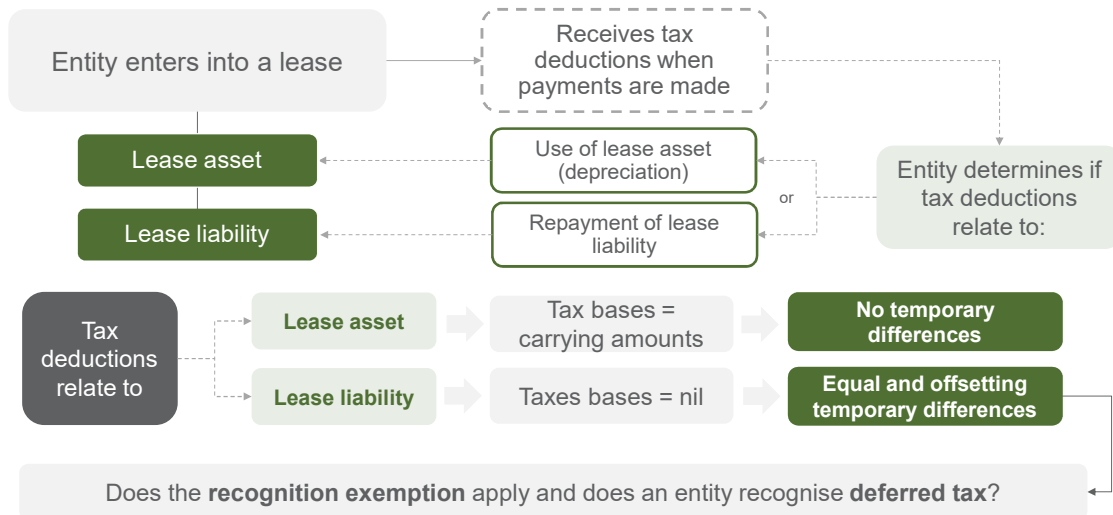 Entity enters into a lease
Receives tax
deductions when
payments are made
Lease asset
Use of lease asset
(depreciation)
or
Entity determines if
tax deductions
relate to:
Lease liability
Repayment of lease
liability
Tax
deductions
relate to
Lease asset
Tax bases =
carrying amounts
No temporary
differences
Lease liability
Taxes bases = nil
Equal and offsetting
temporary differences
Does the recognition exemption apply and does an entity recognise deferred tax?